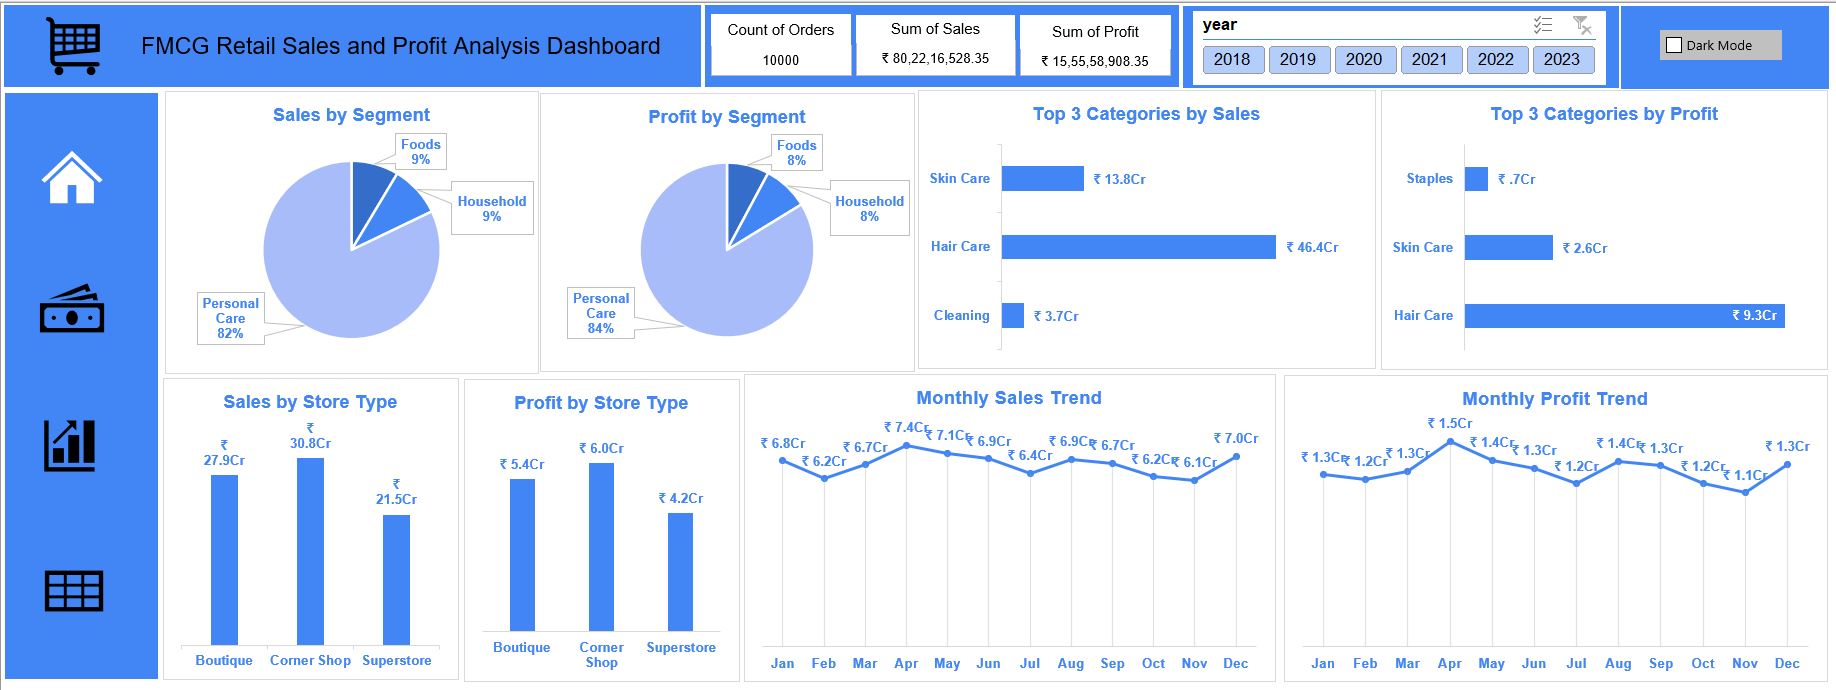 FMCG Retail Sales and Profit Analysis Dashboard
Count of Orders
10000
Sum of Sales
₹ 80,22,16,528.35
Sum of Profit
₹ 15,55,58,908.35
year
2018 2019 2020 2021 2022 2023
Dark Mode
Sales by Segment
Foods
9%
Household
9%
Personal
Care
82%
Profit by Segment
Foods
8%
Household
8%
Personal
Care
84%
Top 3 Categories by Sales
Skin Care ₹ 13.8Cr
Hair Care ₹ 46.4Cr
Cleaning ₹ 3.7Cr
Top 3 Categories by Profit
Staples ₹ .7Cr
Skin Care ₹ 2.6Cr
Hair Care ₹ 9.3Cr
Sales by Store Type
₹
27.9Cr
₹
30.8Cr
₹
21.5Cr
Boutique Corner Shop Superstore
Profit by Store Type
₹ 5.4Cr
₹ 6.0Cr
₹ 4.2Cr
Boutique Corner Shop Superstore
Monthly Sales Trend
₹ 6.8Cr ₹ 6.2Cr ₹ 6.7Cr ₹ 7.4Cr ₹ 7.1Cr ₹ 6.9Cr ₹ 6.4Cr ₹ 6.9Cr ₹ 6.7Cr ₹ 6.2Cr ₹ 6.1Cr ₹ 7.0Cr
Jan Feb Mar Apr May Jun Jul Aug Sep Oct Nov Dec
Monthly Profit Trend
₹ 1.3Cr ₹ 1.2Cr ₹ 1.3Cr ₹ 1.5Cr ₹ 1.4Cr ₹ 1.3Cr ₹ 1.2Cr ₹ 1.4Cr ₹ 1.3Cr ₹ 1.2Cr ₹ 1.1Cr ₹ 1.3Cr
Jan Feb Mar Apr May Jun Jul Aug Sep Oct Nov Dec